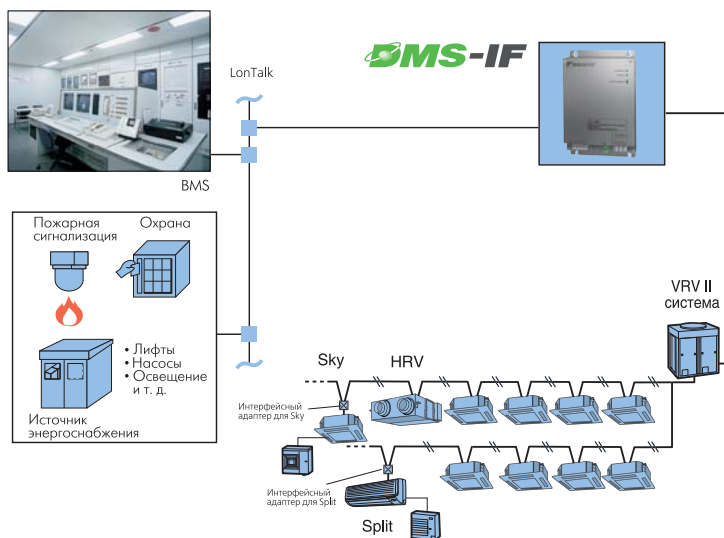 LonTalk
DMS-IF
BMS
Пожарная
сигнализация
Охрана
• Лифты
• Насосы
• Освещение
и т. д.
Источник
энергоснабжения
VRV II
система
Sky
HRV
Интерфейсный
адаптер для Sky
Интерфейсный
адаптер для Split
Split